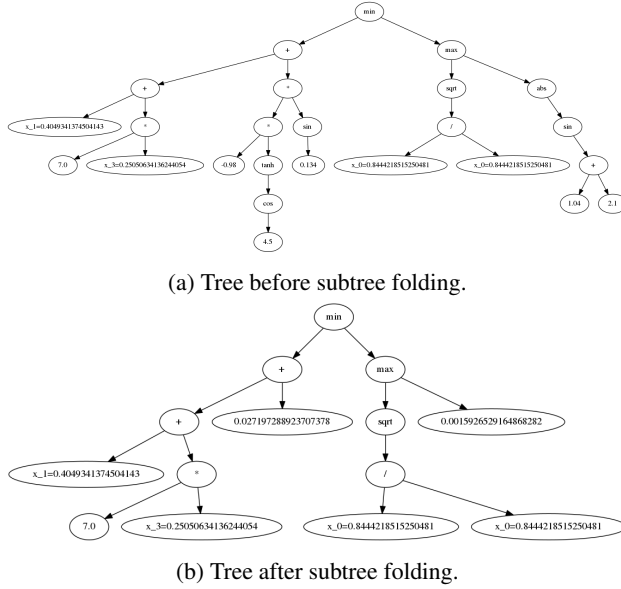 min
+ max
+ * sqrt abs
x_1=0.4049341374504143 * * sin / sin
7.0 x_3=0.25050634136244054 -0.98 tanh 0.134 x_0=0.8444218515250481 x_0=0.8444218515250481 +
cos 1.04 2.1
4.5
(a) Tree before subtree folding.
min
+ max
+ 0.027197288923707378 sqrt 0.0015926529164868282
x_1=0.4049341374504143 * /
7.0 x_3=0.25050634136244054 x_0=0.8444218515250481 x_0=0.8444218515250481
(b) Tree after subtree folding.